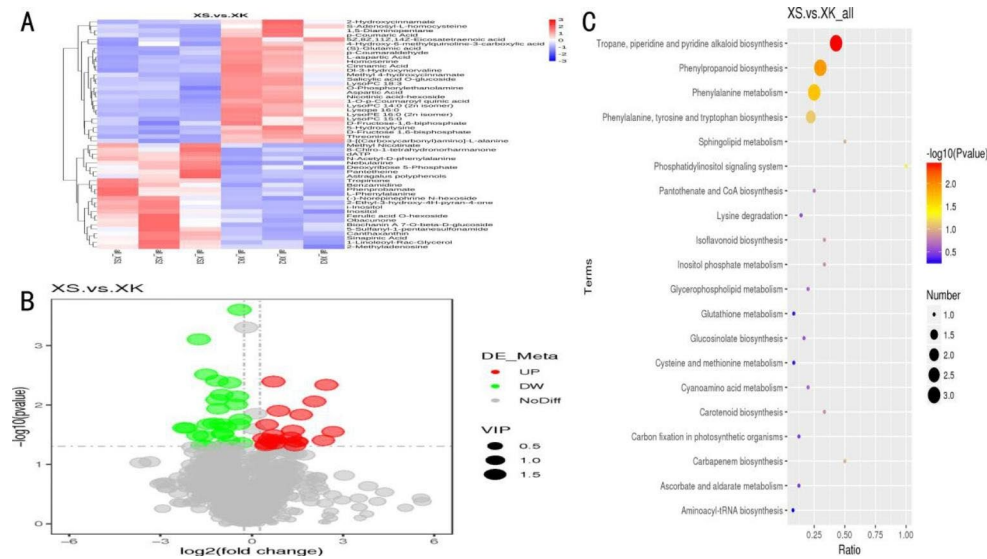 A
XS.vs.XK
2-Hydroxycinnamate
S-Adenosyl-L-homocysteine
1,5-Diaminopentane
p-Coumaric Acid
5Z,8Z,11Z,14Z-Eicosatetraenoic acid
4-Hydroxy-6-methylquinoline-3-carboxylic acid
(S)-Glutamic acid
p-Coumaraldehyde
L-aspartic Acid
Homoserine
Cinnamic Acid
Dl-3-Hydroxynorvaline
Methyl 4-hydroxycinnamate
Salicylic acid O-glucoside
LysoPC 18:3
O-Phosphorylethanolamine
Aspartic Acid
Nicotinic acid-hexoside
1-O-p-Coumaroyl quinic acid
LysoPC 14:0 (2n isomer)
Lysope 16:0
LysoPE 16:0 (2n isomer)
LysoPC 15:0
D-Fructose-1,6-biphosphate
5-Hydroxylysine
D-Fructose 1,6-bisphosphate
Threonine
3-[(Carboxycarbonyl)amino]-L-alanine
Methyl Nicotinate
6-Chiro-1-tetrahydronorharmanone
dATP
N-Acetyl-D-phenylalanine
Nebularine
Deoxyribose 5-Phosphate
Pantetheine
Astragalus polyphenols
Tropinone
Benzamidine
Phenprobamate
L-Phenylalanine
(-)-Norepinephrine N-hexoside
2-Ethyl-3-hydroxy-4H-pyran-4-one
i-Inositol
Inositol
Ferulic acid O-hexoside
Obacunone
Biochanin A 7-O-beta-D-glucoside
5-Sulfanyl-1-pentanesulfonamide
Canthaxanthin
Sinapinic Acid
1-Linoleoyl-Rac-Glycerol
2-Methyladenosine
3
2
1
0
-1
-2
-3
B
XS.vs.XK
-log10(pvalue)
3
2
1
0
−6
−3
0
3
6
log2(fold change)
DE_Meta
UP
DW
NoDiff
VIP
0.5
1.0
1.5
C
XS.vs.XK_all
Terms
Tropane, piperidine and pyridine alkaloid biosynthesis
Phenylpropanoid biosynthesis
Phenylalanine metabolism
Phenylalanine, tyrosine and tryptophan biosynthesis
Sphingolipid metabolism
Phosphatidylinositol signaling system
Pantothenate and CoA biosynthesis
Lysine degradation
Isoflavonoid biosynthesis
Inositol phosphate metabolism
Glycerophospholipid metabolism
Glutathione metabolism
Glucosinolate biosynthesis
Cysteine and methionine metabolism
Cyanoamino acid metabolism
Carotenoid biosynthesis
Carbon fixation in photosynthetic organisms
Carbapenem biosynthesis
Ascorbate and aldarate metabolism
Aminoacyl-tRNA biosynthesis
0.25
0.50
0.75
1.00
Ratio
-log10(Pvalue)
2.0
1.5
1.0
0.5
Number
1.0
1.5
2.0
2.5
3.0